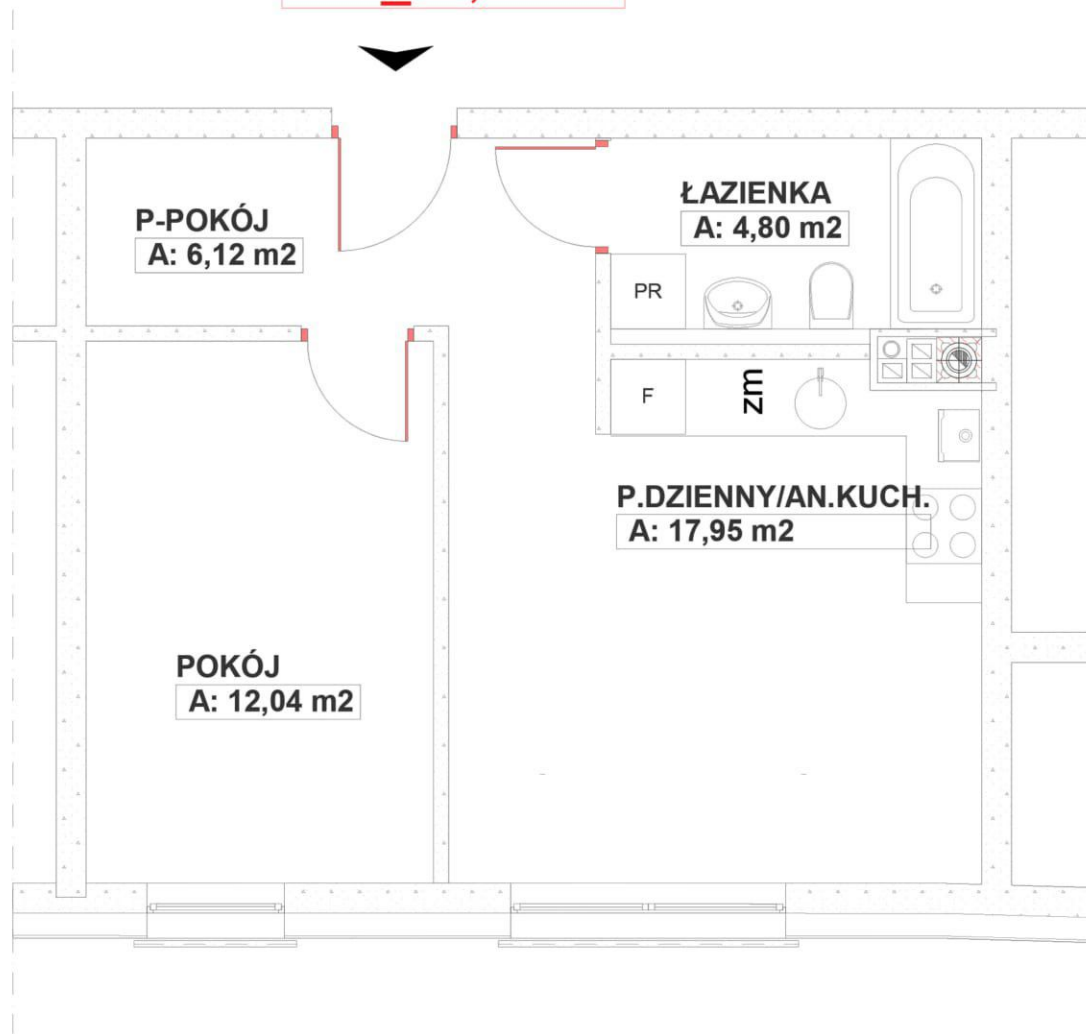 P-POKÓJ
A: 6,12 m2
ŁAZIENKA
A: 4,80 m2
PR
F
zm
P.DZIENNY/AN.KUCH.
A: 17,95 m2
POKÓJ
A: 12,04 m2